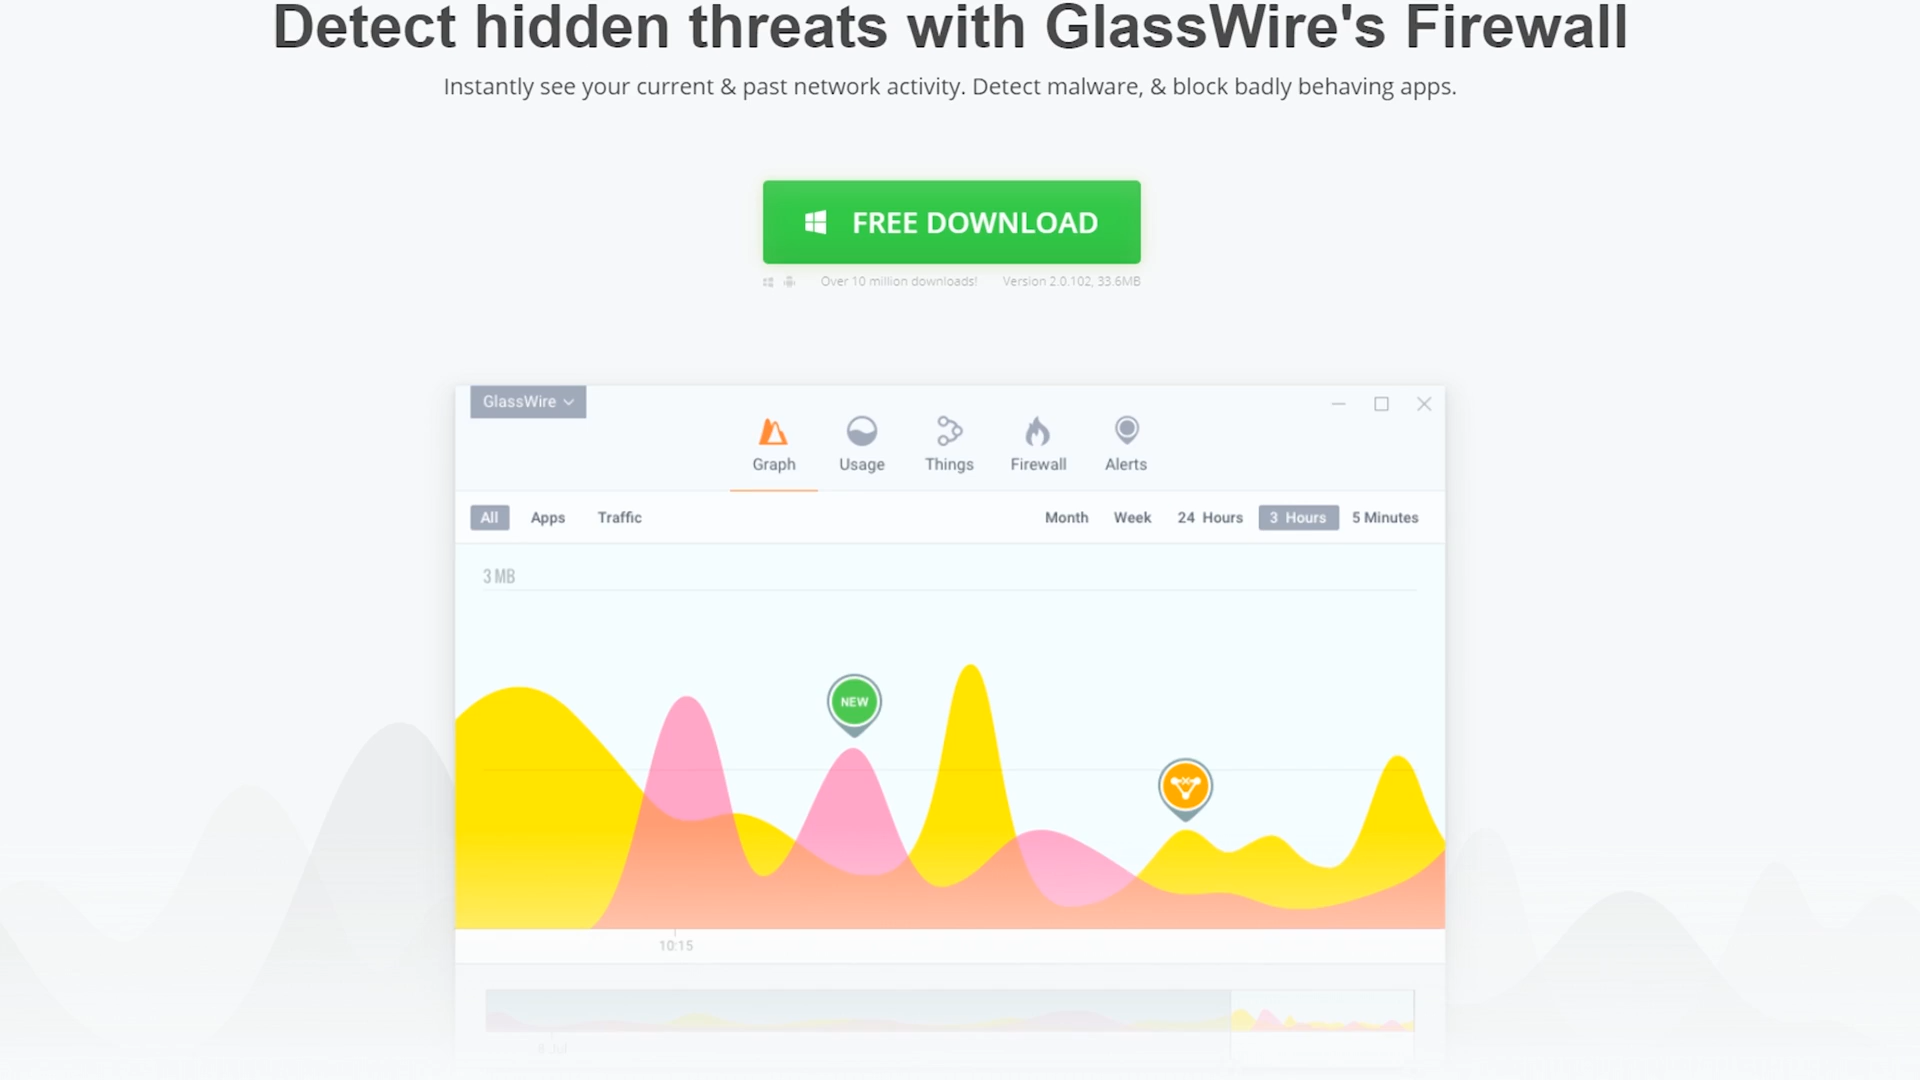 Detect hidden threats with GlassWire's Firewall
Instantly see your current & past network activity. Detect malware, & block badly behaving apps.
FREE DOWNLOAD
Over 10 million downloads! Version 2.0.102, 33.6MB
GlassWire
Graph Usage Things Firewall Alerts
All Apps Traffic Month Week 24 Hours 3 Hours 5 Minutes
3 MB
NEW
10:15